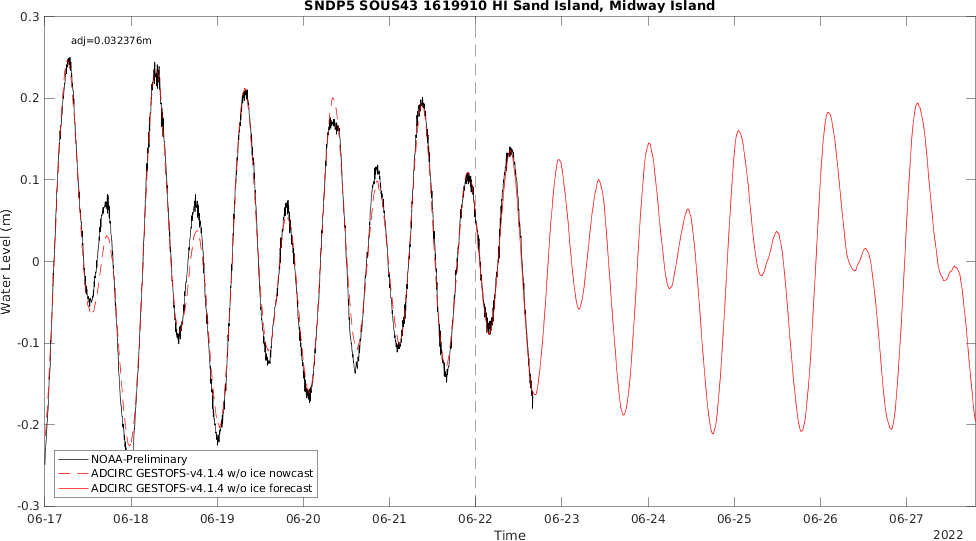 SNDP5 SOUS43 1619910 HI Sand Island, Midway Island
adj=0.032376m
0.3
0.2
0.1
0
-0.1
-0.2
-0.3
Water Level (m)
NOAA-Preliminary
ADCIRC GESTOFS-v4.1.4 w/o ice nowcast
ADCIRC GESTOFS-v4.1.4 w/o ice forecast
06-17 06-18 06-19 06-20 06-21 06-22 06-23 06-24 06-25 06-26 06-27
Time
2022